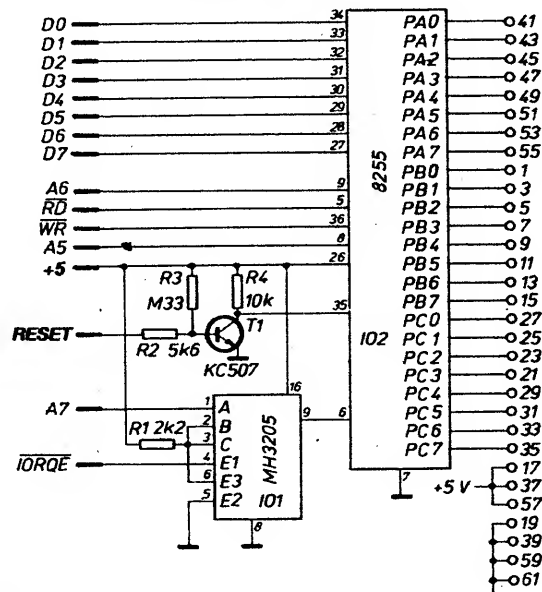 D0 34 PA0 41
D1 33 PA1 43
D2 32 PA2 45
D3 31 PA3 47
D4 30 PA4 49
D5 29 PA5 51
D6 28 PA6 53
D7 27 PA7 55
PB0 1
A6 9 PB1 3
RD 5 PB2 5
WR 36 PB3 7
A5 8 PB4 9
+5 26 PB5 11
PB6 13
PB7 15
8255
IO2
R3 M33
R4 10k
T1
KC507
35
RESET R2 5k6
PC0 27
PC1 25
PC2 23
PC3 21
PC4 29
PC5 31
PC6 33
PC7 35
16
A7 1 A 9 6
R1 2k2
2 B
3 C
IORQE 4 E1
6 E3
5 E2
MH3205
IO1
8
7
+5 V
17
37
57
19
39
59
61